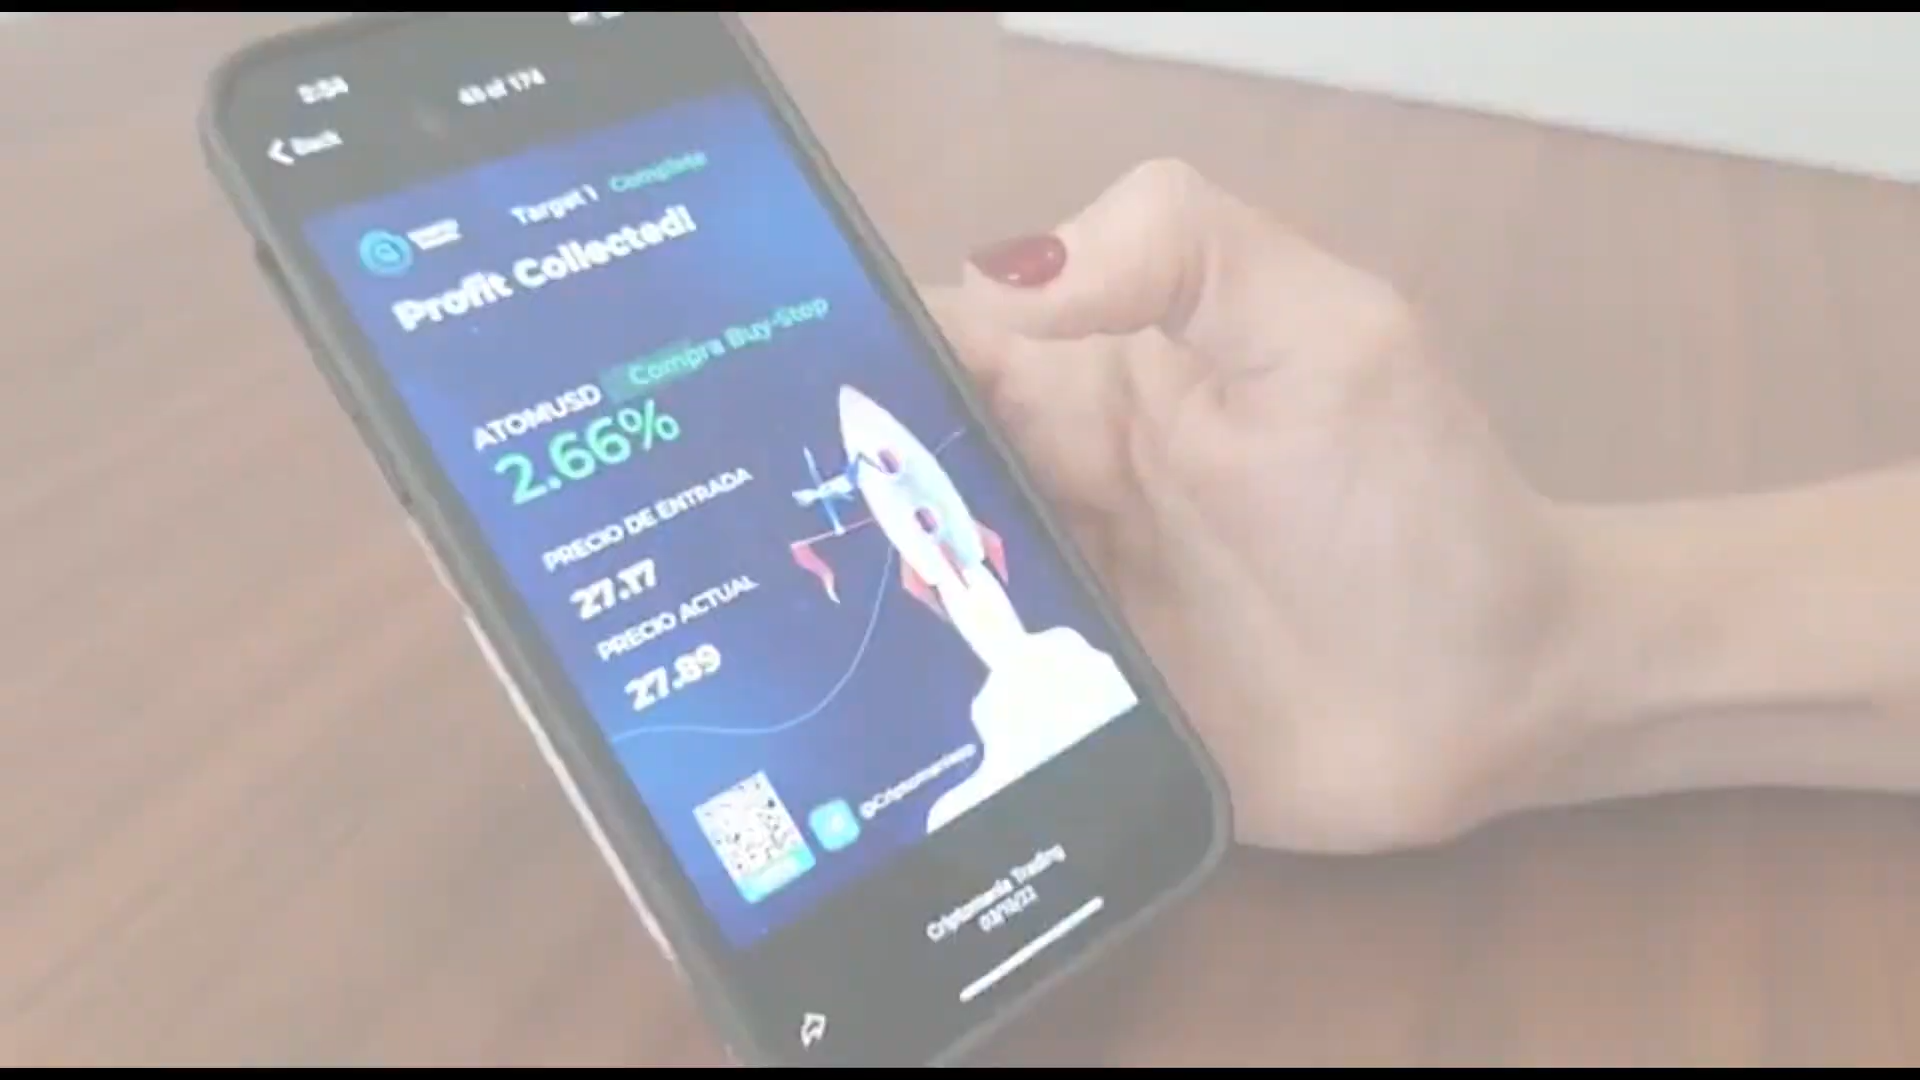 Back
Target 1 Complete
Profit Collected!
ATOMUSD Compra Buy-Stop
2.66%
PRECIO DE ENTRADA
27.17
PRECIO ACTUAL
27.89
Criptomania Trading